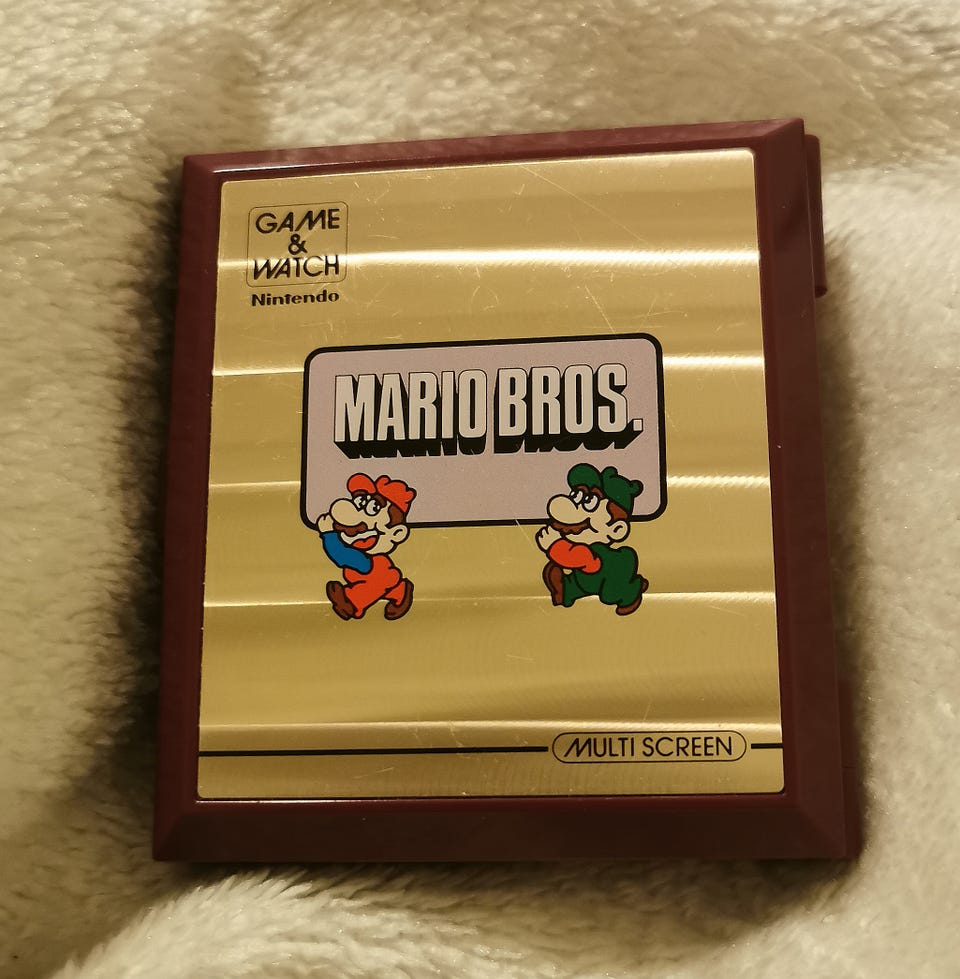 GAME
&
WATCH
Nintendo
MARIO BROS.
MULTI SCREEN